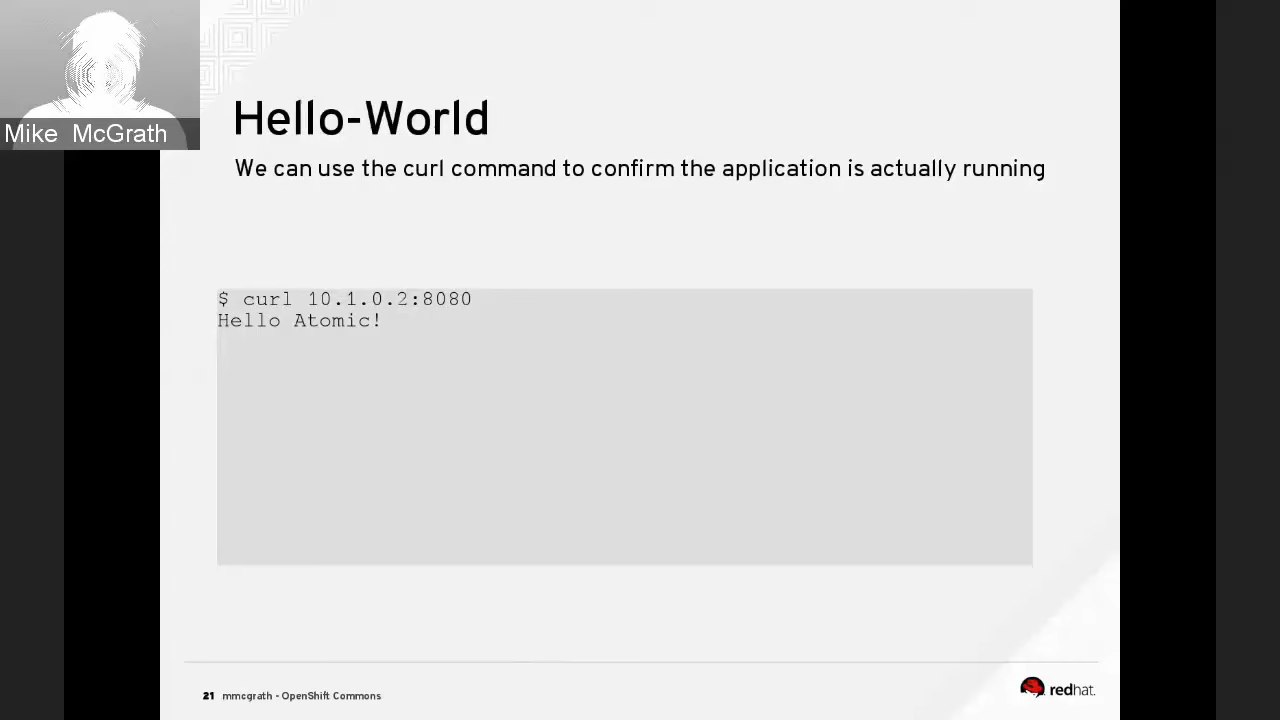 Mike McGrath
Hello-World
We can use the curl command to confirm the application is actually running
$ curl 10.1.0.2:8080
Hello Atomic!
21 mmcgrath - OpenShift Commons
redhat.